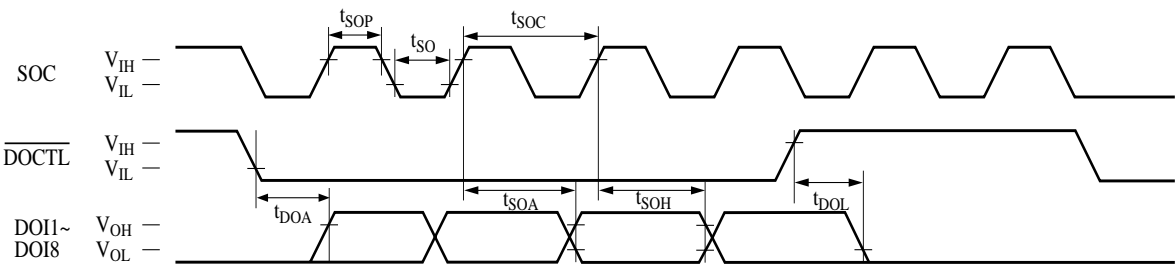 tSOP tSO tSOC
SOC VIH
VIL
DOCTL VIH
VIL
tDOA tSOA tSOH tDOL
DOI1~ VOH
DOI8 VOL